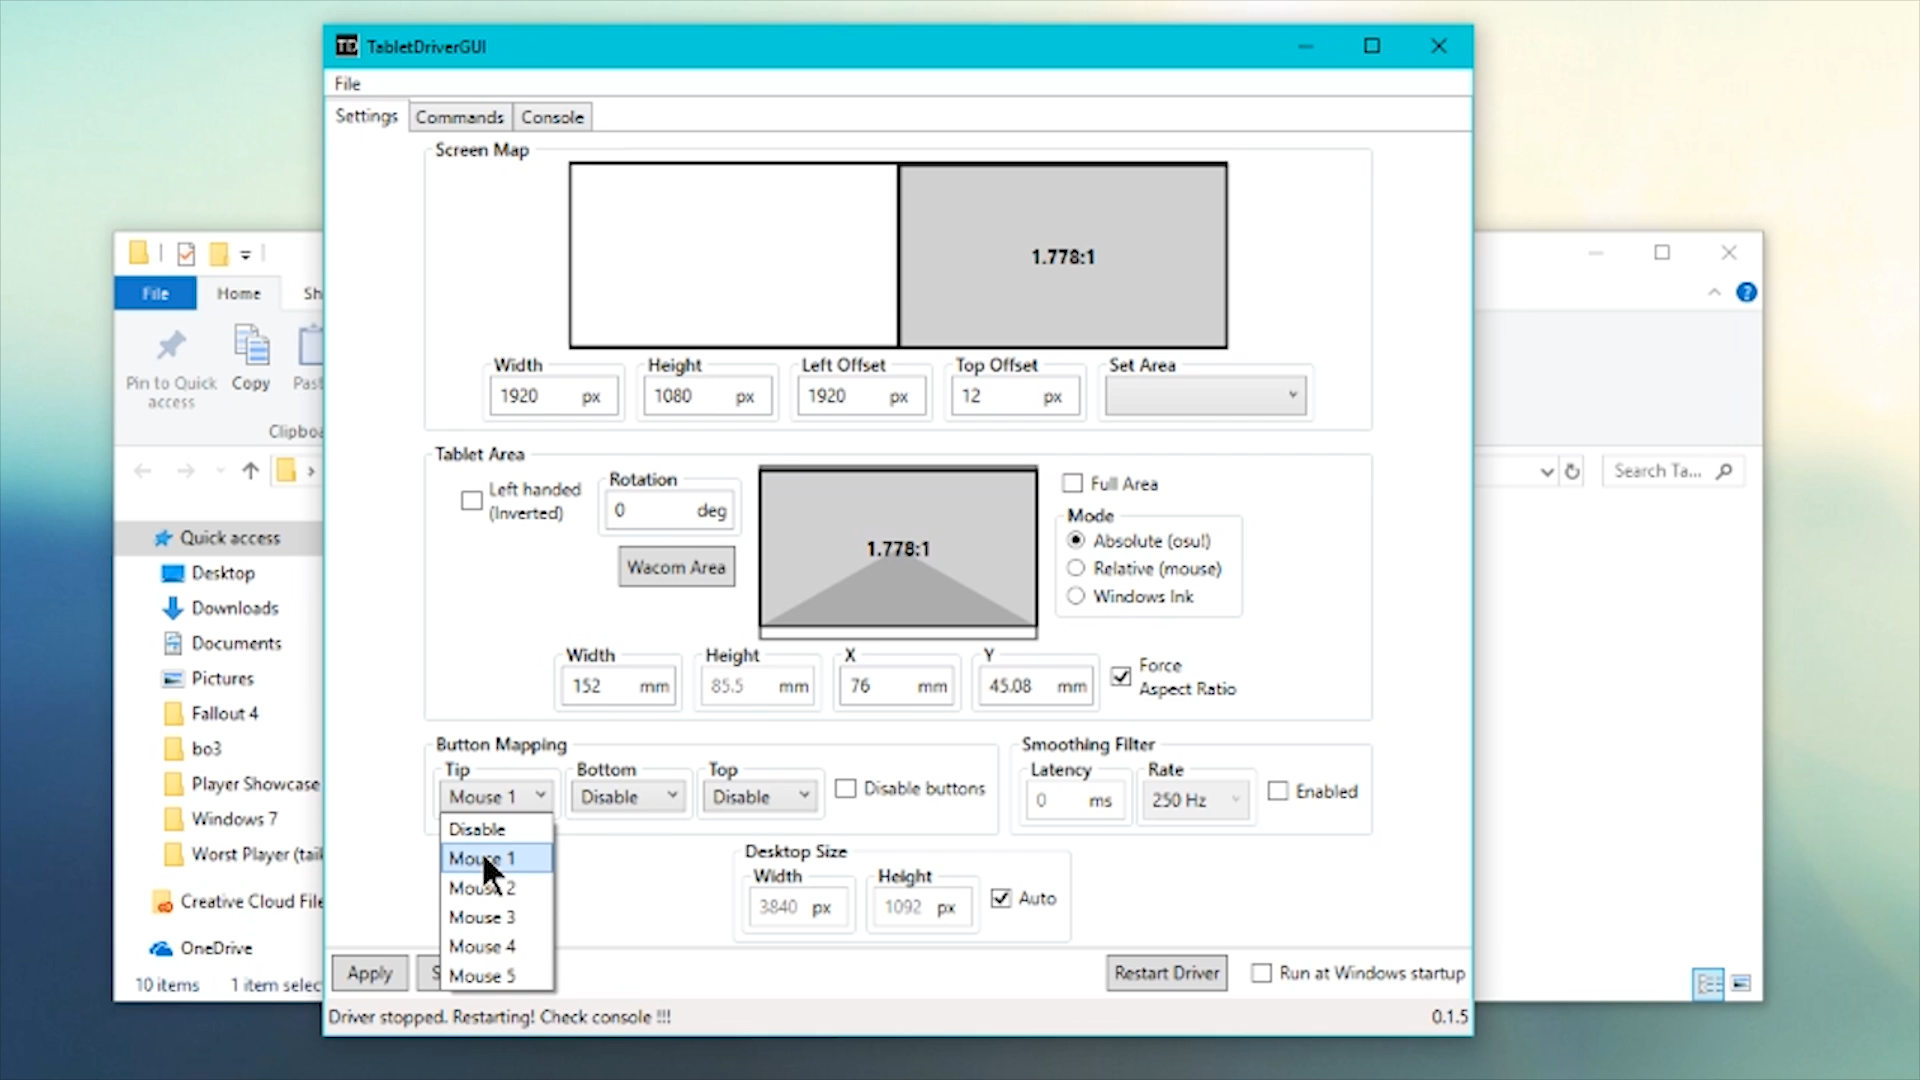 TD TabletDriverGUI
File
Settings Commands Console
Screen Map
1.778:1
Width Height Left Offset Top Offset Set Area
1920 px 1080 px 1920 px 12 px
Tablet Area
Left handed
(Inverted)
Rotation
0 deg
Wacom Area
1.778:1
Full Area
Mode
Absolute (osu!)
Relative (mouse)
Windows Ink
Width Height X Y
152 mm 85.5 mm 76 mm 45.08 mm
Force
Aspect Ratio
Button Mapping
Tip Bottom Top
Mouse 1 Disable Disable Disable buttons
Disable
Mouse 1
Mouse 2
Mouse 3
Mouse 4
Mouse 5
Smoothing Filter
Latency Rate
0 ms 250 Hz Enabled
Desktop Size
Width Height
3840 px 1092 px Auto
Apply S Restart Driver Run at Windows startup
Driver stopped. Restarting! Check console !!! 0.1.5
File Home Sh
Pin to Quick
access
Copy Past
Clipboa
Search Ta...
Quick access
Desktop
Downloads
Documents
Pictures
Fallout 4
bo3
Player Showcase
Windows 7
Worst Player (tai
Creative Cloud File
OneDrive
10 items 1 item selec